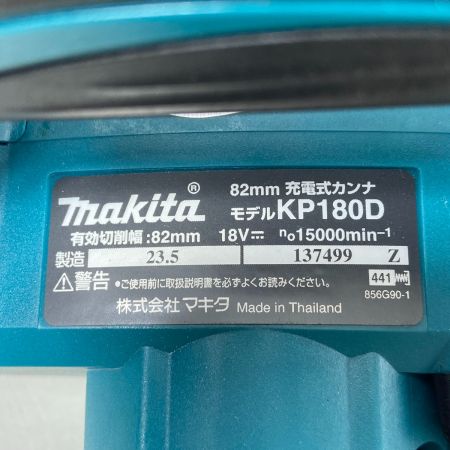 82mm 充電式カンナ
makita® モデルKP180D
有効切削幅:82mm 18V⎓ n₀15000min⁻¹
製造 23.5 137499 Z
⚠警告 •ご使用前に取扱説明書を必ずよくお読みください。 441
株式会社マキタ Made in Thailand 856G90-1